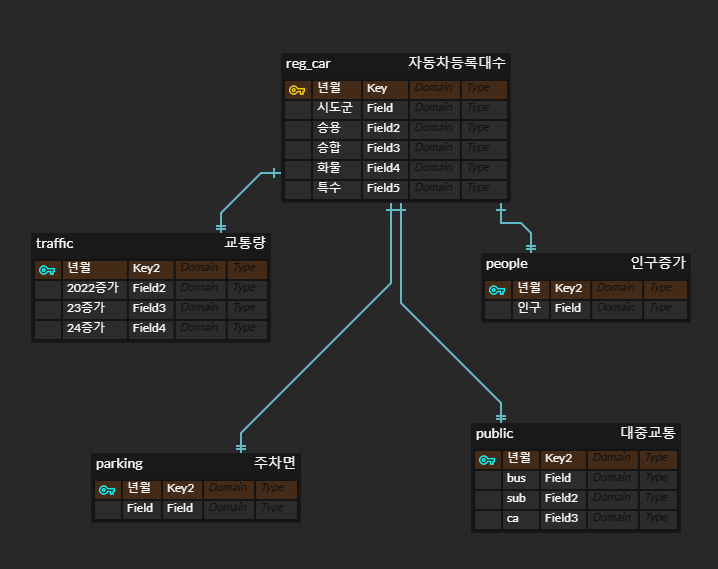 reg_car 자동차등록대수
년월 Key Domain Type
시도군 Field Domain Type
승용 Field2 Domain Type
승합 Field3 Domain Type
화물 Field4 Domain Type
특수 Field5 Domain Type
traffic 교통량
년월 Key2 Domain Type
2022증가 Field2 Domain Type
23증가 Field3 Domain Type
24증가 Field4 Domain Type
people 인구증가
년월 Key2 Domain Type
인구 Field Domain Type
parking 주차면
년월 Key2 Domain Type
Field Field Domain Type
public 대중교통
년월 Key2 Domain Type
bus Field Domain Type
sub Field2 Domain Type
ca Field3 Domain Type